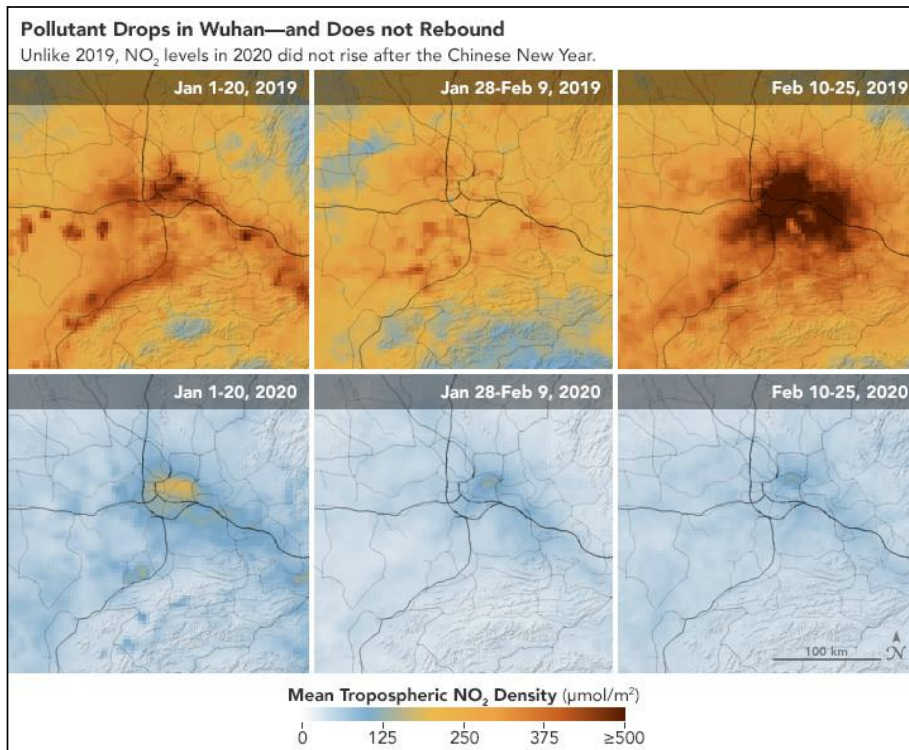 Pollutant Drops in Wuhan—and Does not Rebound
Unlike 2019, NO₂ levels in 2020 did not rise after the Chinese New Year.
Jan 1-20, 2019
Jan 28-Feb 9, 2019
Feb 10-25, 2019
Jan 1-20, 2020
Jan 28-Feb 9, 2020
Feb 10-25, 2020
100 km
N
Mean Tropospheric NO₂ Density (μmol/m²)
0 125 250 375 ≥500